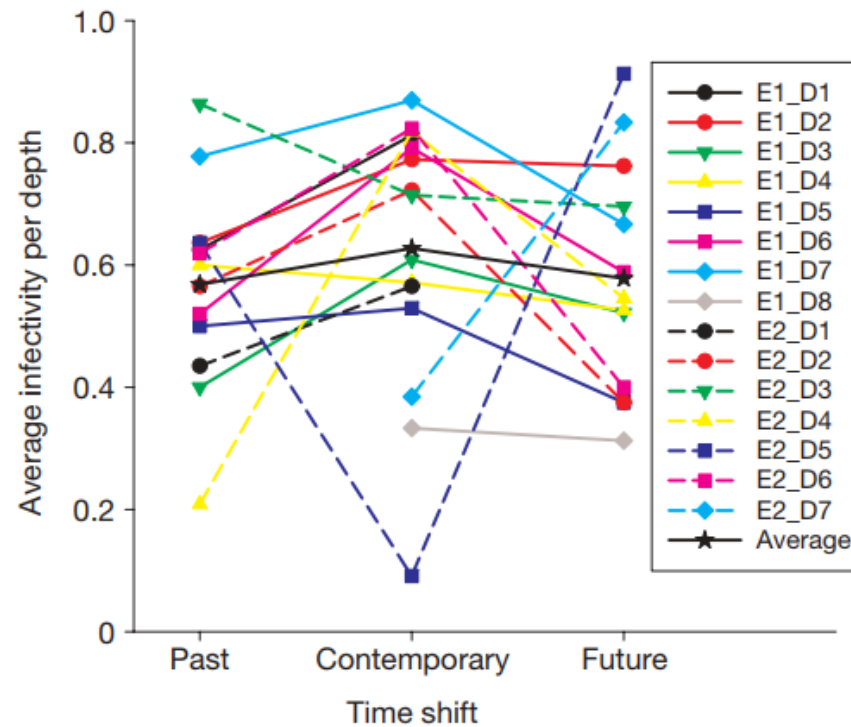 1.0
0.8
0.6
0.4
0.2
0
Average infectivity per depth
Past Contemporary Future
Time shift
E1_D1
E1_D2
E1_D3
E1_D4
E1_D5
E1_D6
E1_D7
E1_D8
E2_D1
E2_D2
E2_D3
E2_D4
E2_D5
E2_D6
E2_D7
Average